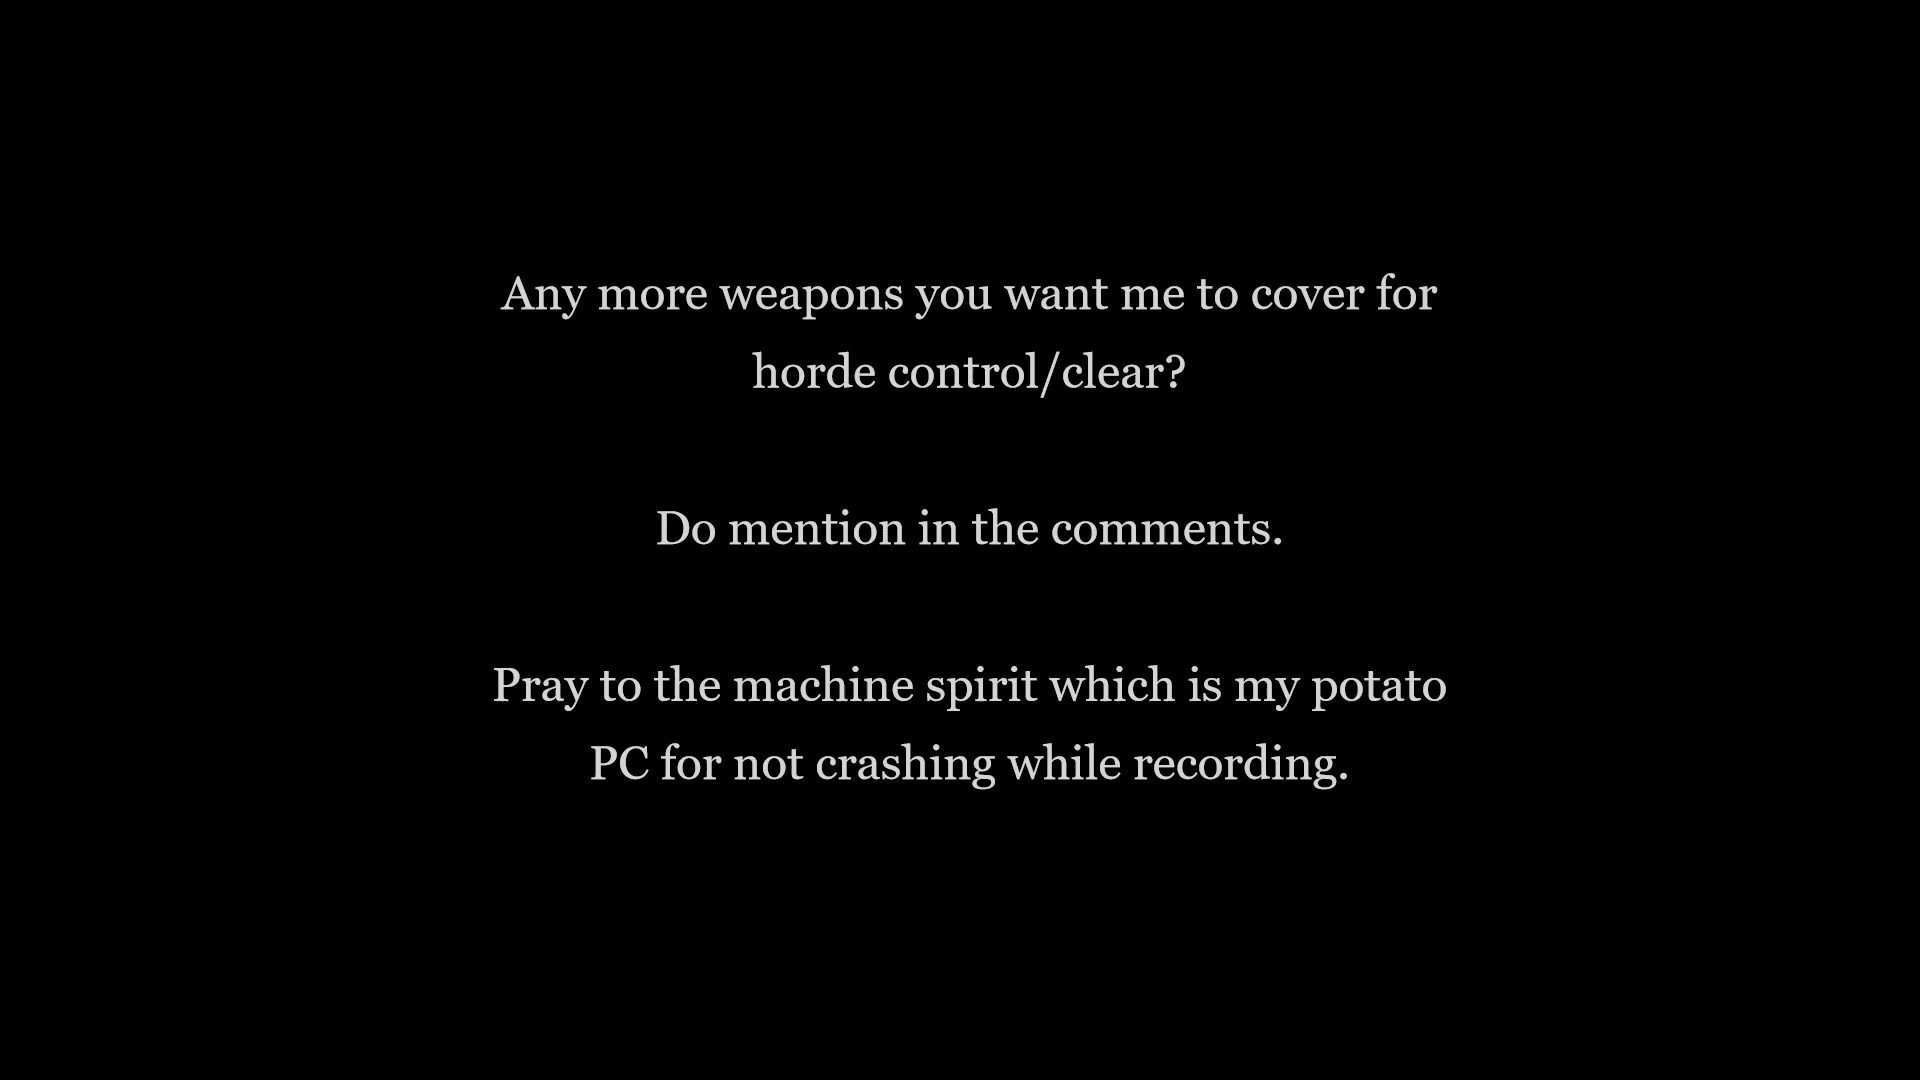 Any more weapons you want me to cover for
horde control/clear?
Do mention in the comments.
Pray to the machine spirit which is my potato
PC for not crashing while recording.